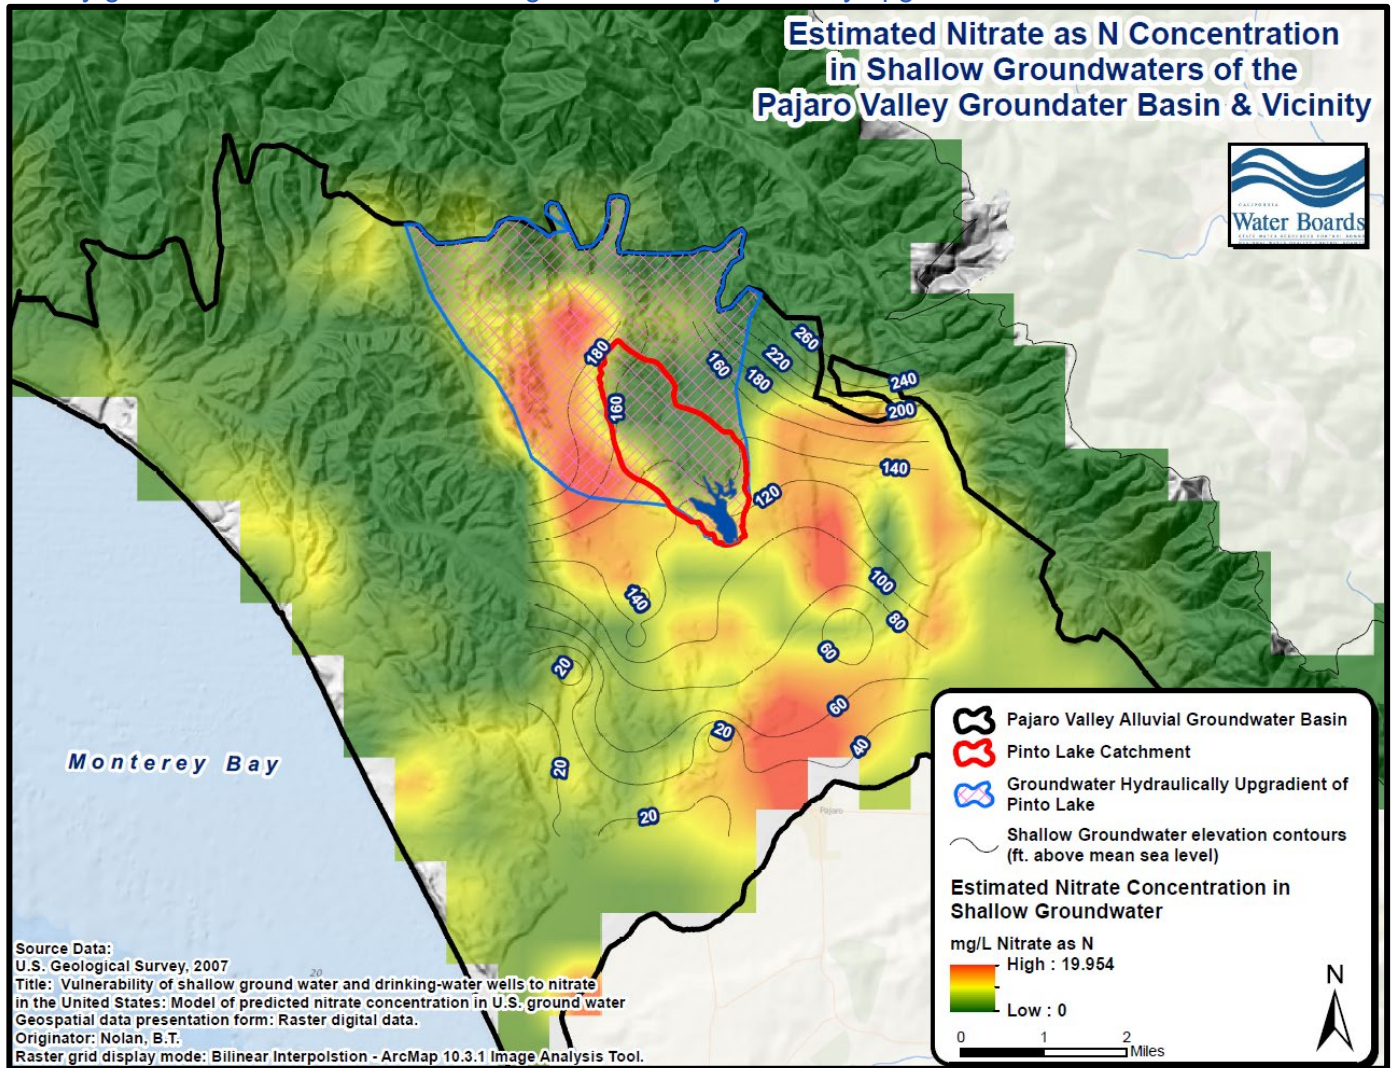 Estimated Nitrate as N Concentration
in Shallow Groundwaters of the
Pajaro Valley Groundater Basin & Vicinity
CALIFORNIA
Water Boards
260
220
180
160
180
160
240
200
140
120
100
80
140
60
20
60
20
40
20
20
Monterey Bay
Pajaro
Pajaro Valley Alluvial Groundwater Basin
Pinto Lake Catchment
Groundwater Hydraulically Upgradient of
Pinto Lake
Shallow Groundwater elevation contours
(ft. above mean sea level)
Estimated Nitrate Concentration in
Shallow Groundwater
mg/L Nitrate as N
High : 19.954
Low : 0
0 1 2
Miles
N
Source Data:
U.S. Geological Survey, 2007
20
Title: Vulnerability of shallow ground water and drinking-water wells to nitrate
in the United States: Model of predicted nitrate concentration in U.S. ground water
Geospatial data presentation form: Raster digital data.
Originator: Nolan, B.T.
Raster grid display mode: Bilinear Interpolstion - ArcMap 10.3.1 Image Analysis Tool.